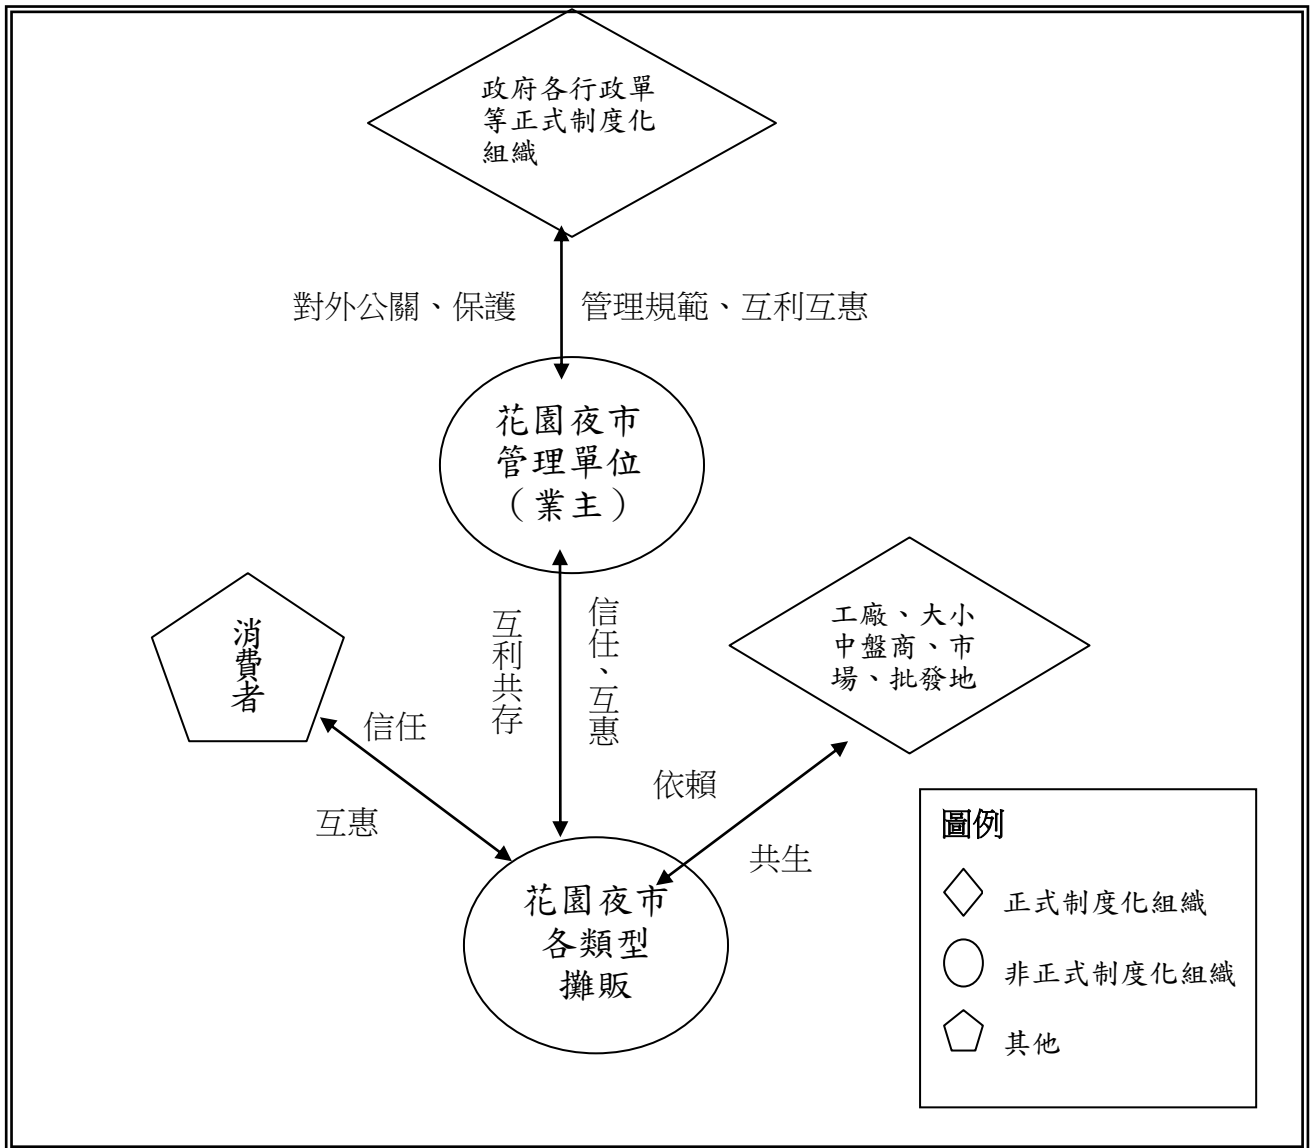 政府各行政單
等正式制度化
組織
對外公關、保護
管理規範、互利互惠
花園夜市
管理單位
（業主）
消費者
信任
互惠
互利共存
信任、互惠
工廠、大小
中盤商、市
場、批發地
依賴
共生
花園夜市
各類型
攤販
圖例
正式制度化組織
非正式制度化組織
其他